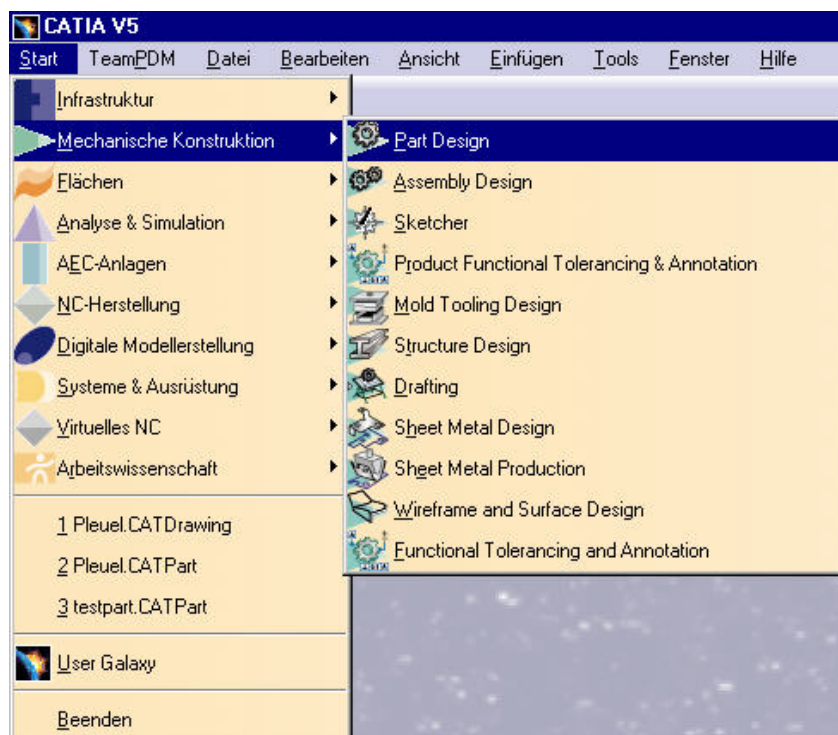 CATIA V5
Start TeamPDM Datei Bearbeiten Ansicht Einfügen Tools Fenster Hilfe
Infrastruktur
Mechanische Konstruktion
Flächen
Analyse & Simulation
AEC-Anlagen
NC-Herstellung
Digitale Modellerstellung
Systeme & Ausrüstung
Virtuelles NC
Arbeitswissenschaft
1 Pleuel.CATDrawing
2 Pleuel.CATPart
3 testpart.CATPart
User Galaxy
Beenden
Part Design
Assembly Design
Sketcher
Product Functional Tolerancing & Annotation
Mold Tooling Design
Structure Design
Drafting
Sheet Metal Design
Sheet Metal Production
Wireframe and Surface Design
Functional Tolerancing and Annotation